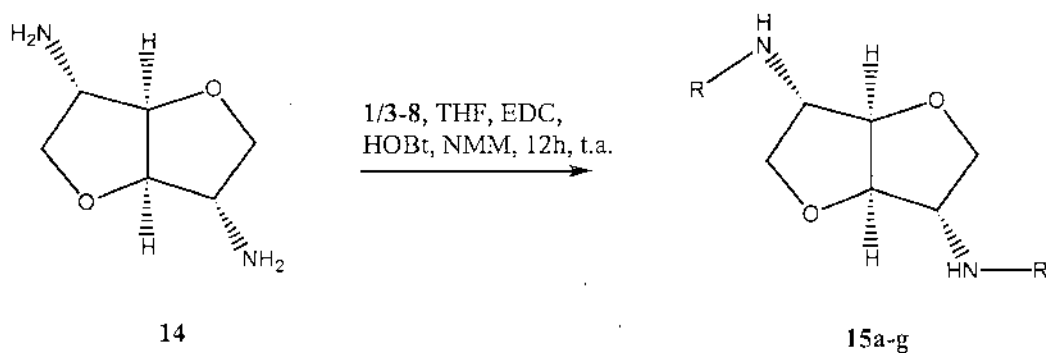 H₂N
H
O
O
H
NH₂
14
1/3-8, THF, EDC,
HOBt, NMM, 12h, t.a.
H
N
R
H
O
O
H
HN
R
15a-g